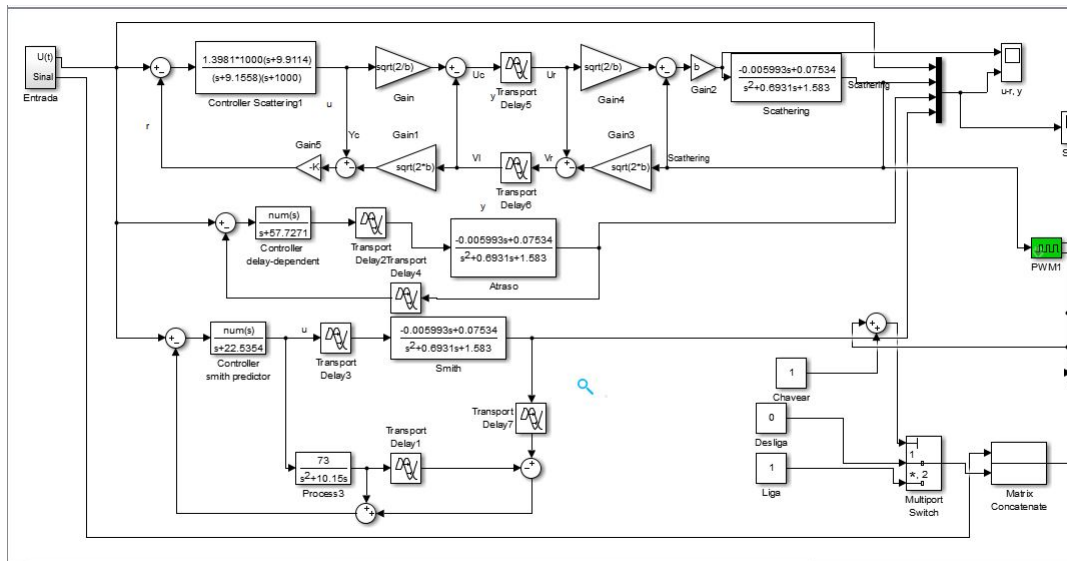 U(t)
Sinal
Entrada
+
-
1.3981*1000(s+9.9114)
(s+9.1558)(s+1000)
Controller Scattering1
u
sqrt(2/b)
Gain
Uc
y
Transport
Delay5
Ur
sqrt(2/b)
Gain4
b
Gain2
-0.005993s+0.07534
s2+0.6931s+1.583
Scathering
Scathering
u-r, y
r
Gain5
-K-
Yc
Gain1
sqrt(2*b)
Vl
Transport
Delay6
y
Vr
Gain3
sqrt(2*b)
Scathering
PWM1
num(s)
s+57.7271
Controller
delay-dependent
Transport
Delay2
Transport
Delay4
-0.005993s+0.07534
s2+0.6931s+1.583
Atraso
num(s)
s+22.5354
Controller
smith predictor
u
Transport
Delay3
-0.005993s+0.07534
s2+0.6931s+1.583
Smith
Transport
Delay7
Transport
Delay1
73
s2+10.15s
Process3
1
Chavear
0
Desliga
1
Liga
1
*, 2
Multiport
Switch
Matrix
Concatenate